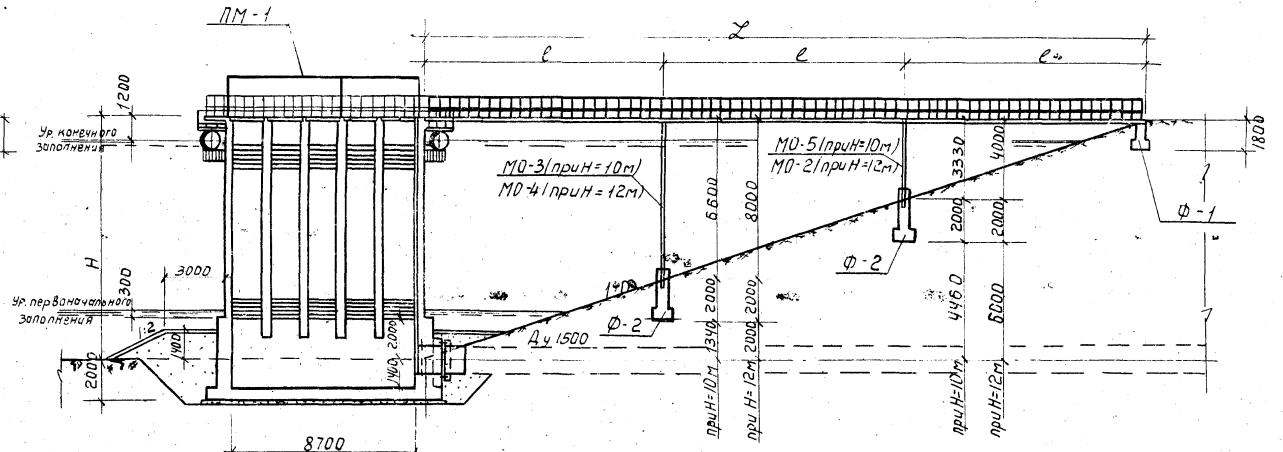 ПМ-1
L
l
l
l
1200
Ур. конечного
заполнения
МО-3(при Н=10м)
МО-4(при Н=12м)
МО-5(при Н=10м)
МО-2(при Н=12м)
6600
8000
3330
4000
1800
Ф-1
2000
2000
Ф-2
Н
3000
300
Ур. первоначального
заполнения
1400
2000
2000
Ф-2
4460
6600
1:2
1400
2000
1400
Ду 1500
1340
2000
2000
при Н=10м
при Н=12м
при Н=10м
при Н=12м
8700